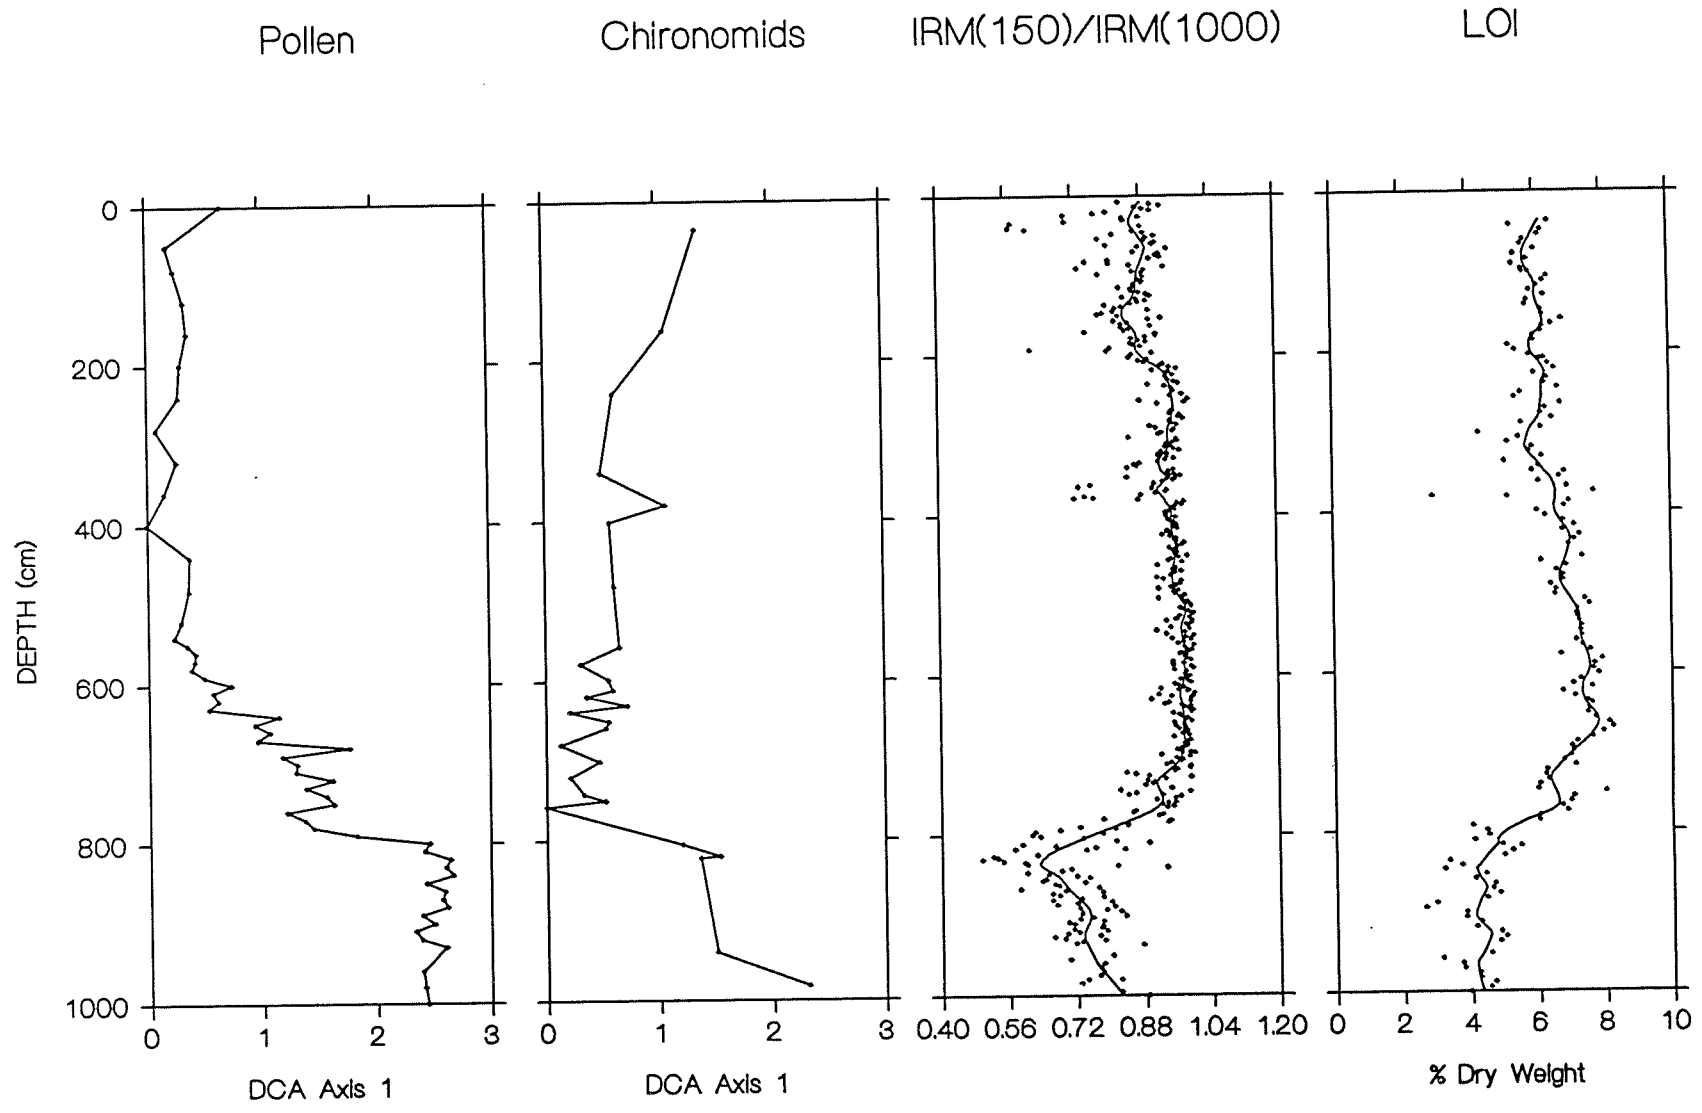 Pollen Chironomids IRM(150)/IRM(1000) LOI
0
200
400
600
800
1000
DEPTH (cm)
0 1 2 3 0 1 2 3 0.40 0.56 0.72 0.88 1.04 1.20 0 2 4 6 8 10
DCA Axis 1 DCA Axis 1 % Dry Weight